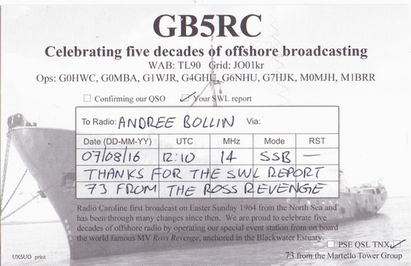 GB5RC
Celebrating five decades of offshore broadcasting
WAB: TL90 Grid: JO01kr
Ops: G0HWC, G0MBA, G1WJR, G4GHU, G6NHU, G7HJK, M0MJH, M1BRR
Confirming our QSO Your SWL report
To Radio: ANDREE BOLLIN Via:
Date (DD-MM-YY) UTC MHz Mode RST
07/08/16 12:10 14 SSB —
THANKS FOR THE SWL REPORT
73 FROM THE ROSS REVENGE
Radio Caroline first broadcast on Easter Sunday 1964 from the North Sea and
has been through many changes since then. We are proud to celebrate five
decades of offshore radio by operating our special event station from on board
the world famous MV Ross Revenge, anchored in the Blackwater Estuary.
PSE QSL TNX
UX5UO print
73 from the Martello Tower Group